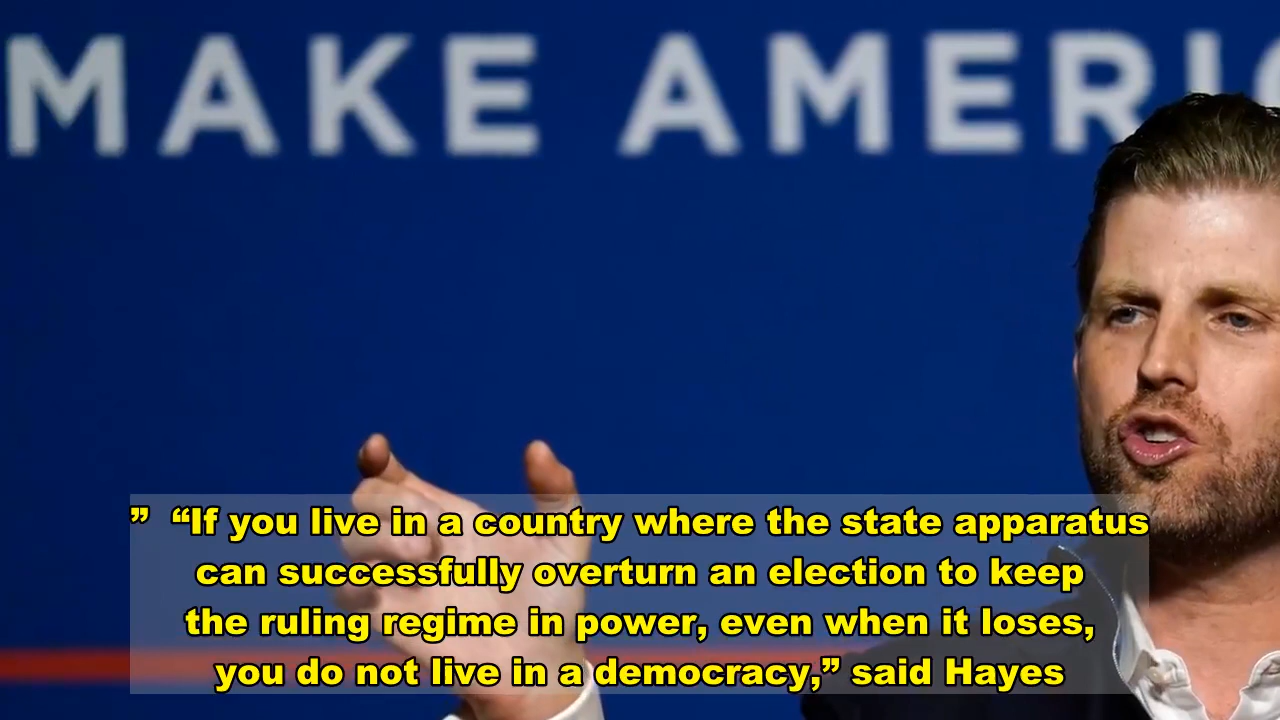 MAKE AMERIC
”  “If you live in a country where the state apparatus
can successfully overturn an election to keep
the ruling regime in power, even when it loses,
you do not live in a democracy,” said Hayes